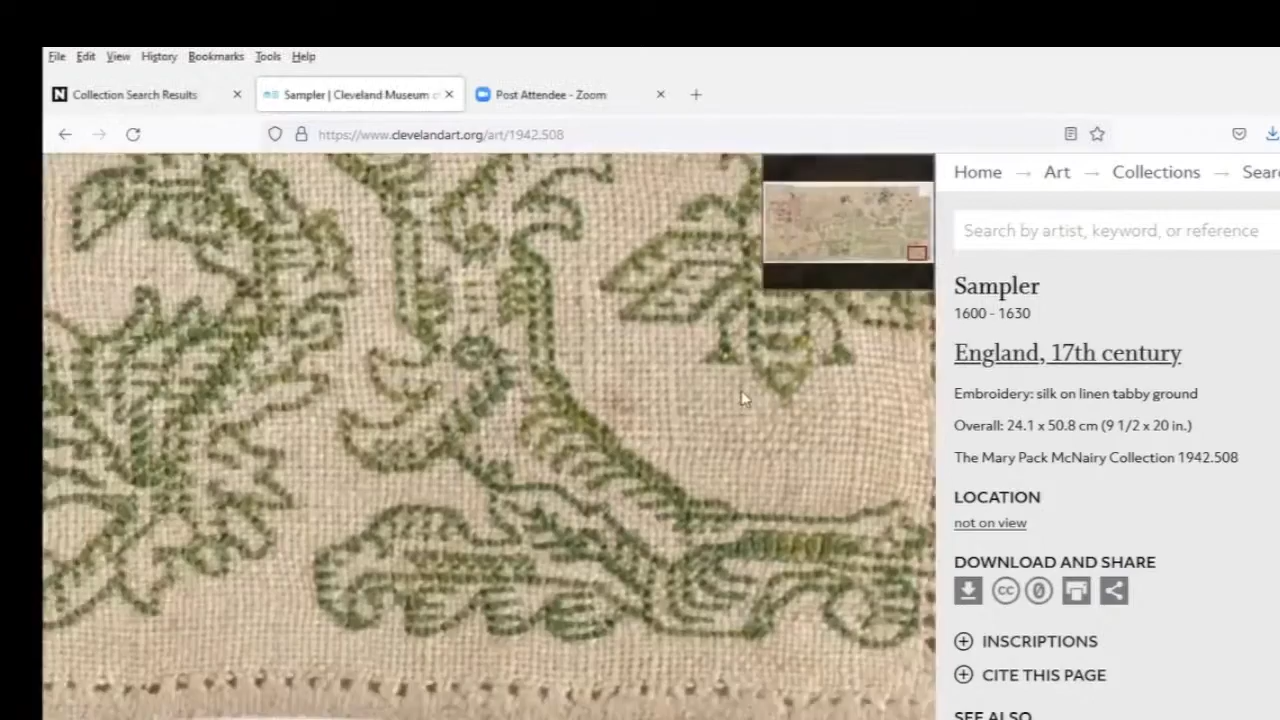 File Edit View History Bookmarks Tools Help
Collection Search Results
Sampler | Cleveland Museum
Post Attendee - Zoom
https://www.clevelandart.org/art/1942.508
Home → Art → Collections →
Search by artist, keyword, or reference
Sampler
1600 - 1630
England, 17th century
Embroidery: silk on linen tabby ground
Overall: 24.1 x 50.8 cm (9 1/2 x 20 in.)
The Mary Pack McNairy Collection 1942.508
LOCATION
not on view
DOWNLOAD AND SHARE
INSCRIPTIONS
CITE THIS PAGE
SEE ALSO